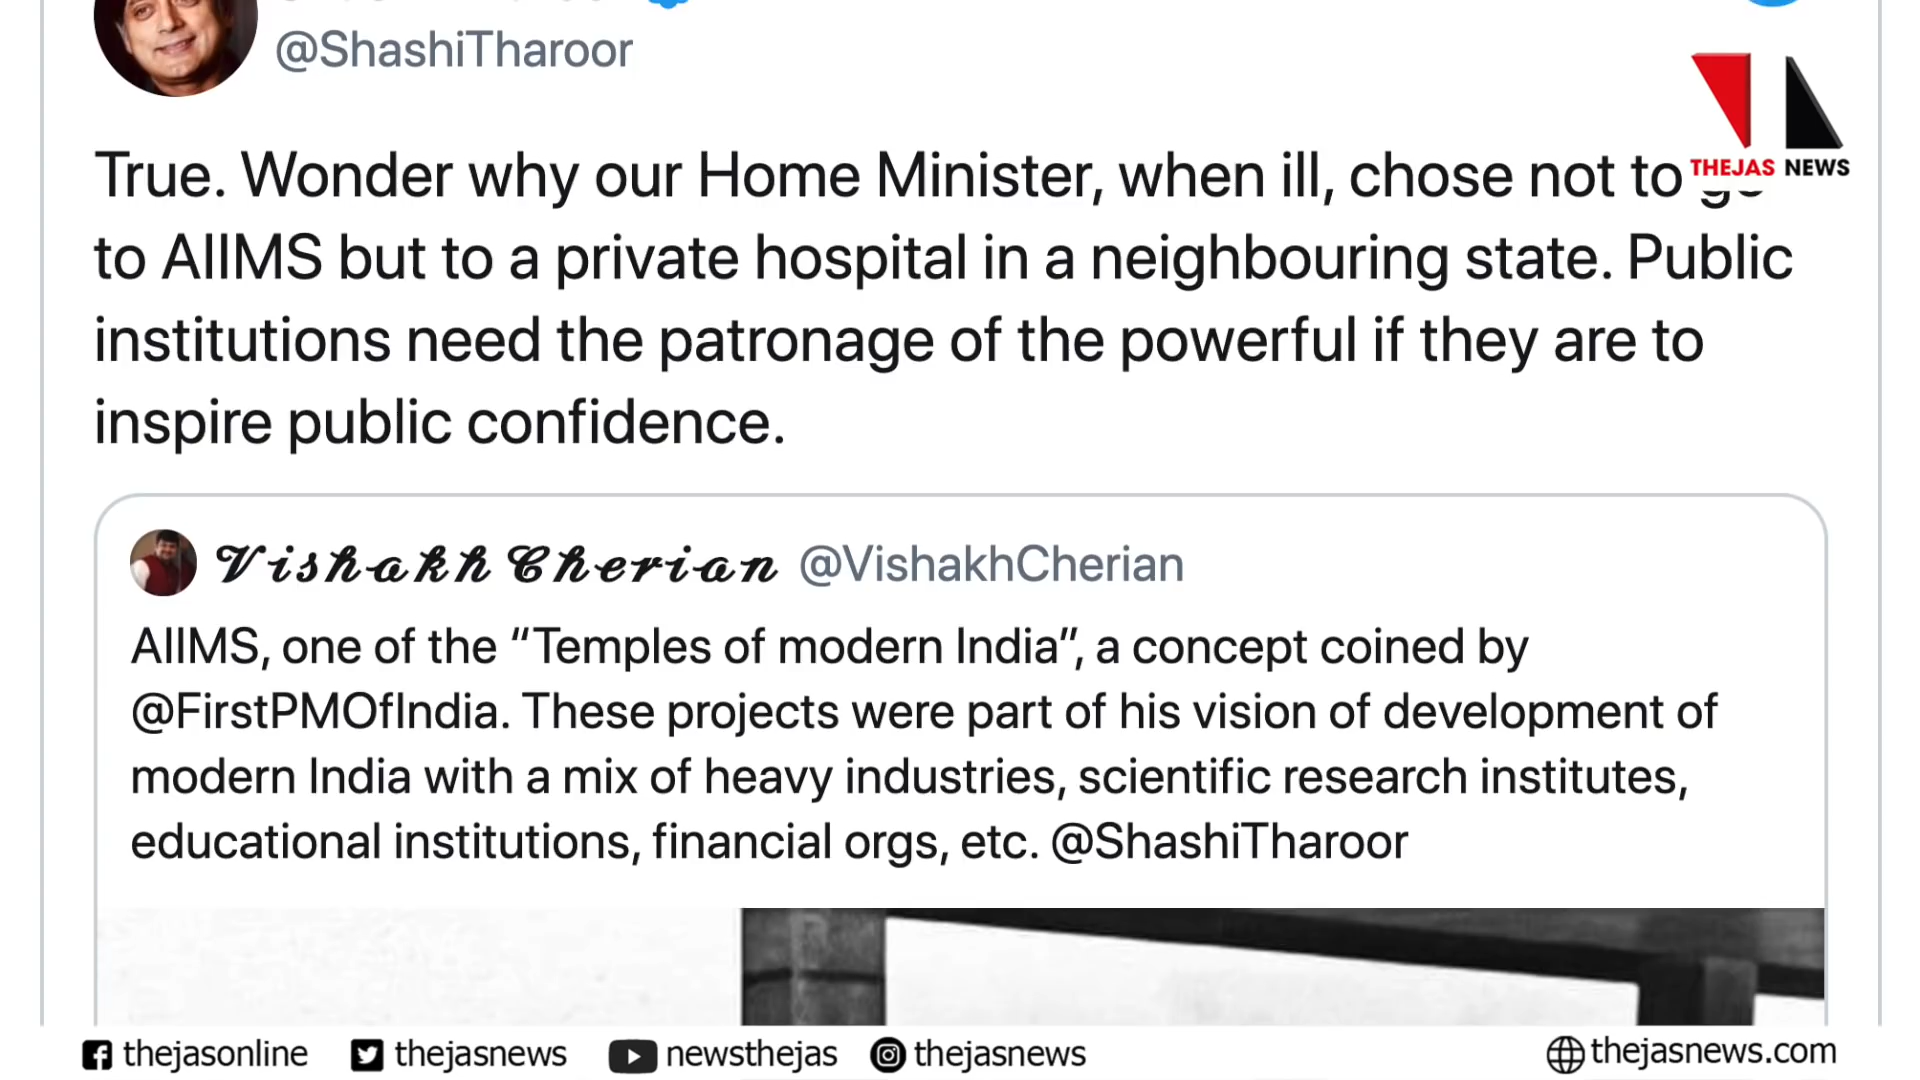 @ShashiTharoor
THEJAS NEWS
True. Wonder why our Home Minister, when ill, chose not to
to AIIMS but to a private hospital in a neighbouring state. Public
institutions need the patronage of the powerful if they are to
inspire public confidence.
Vishakh Cherian @VishakhCherian
AIIMS, one of the “Temples of modern India”, a concept coined by
@FirstPMOfIndia. These projects were part of his vision of development of
modern India with a mix of heavy industries, scientific research institutes,
educational institutions, financial orgs, etc. @ShashiTharoor
thejasonline thejasnews newsthejas thejasnews thejasnews.com